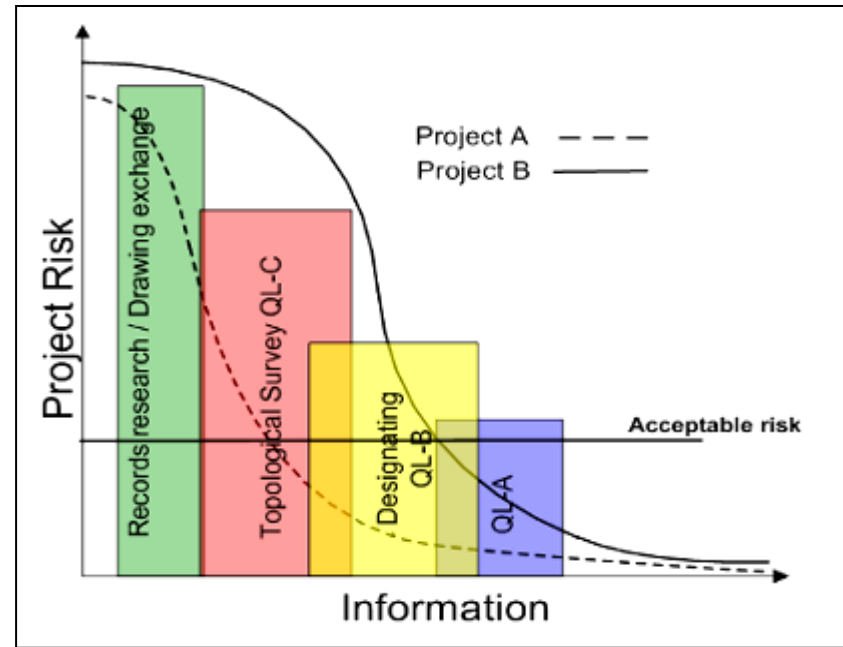 Project A
Project B
Project Risk
Records research / Drawing exchange
Topological Survey QL-C
Designating
QL-B
QL-A
Acceptable risk
Information